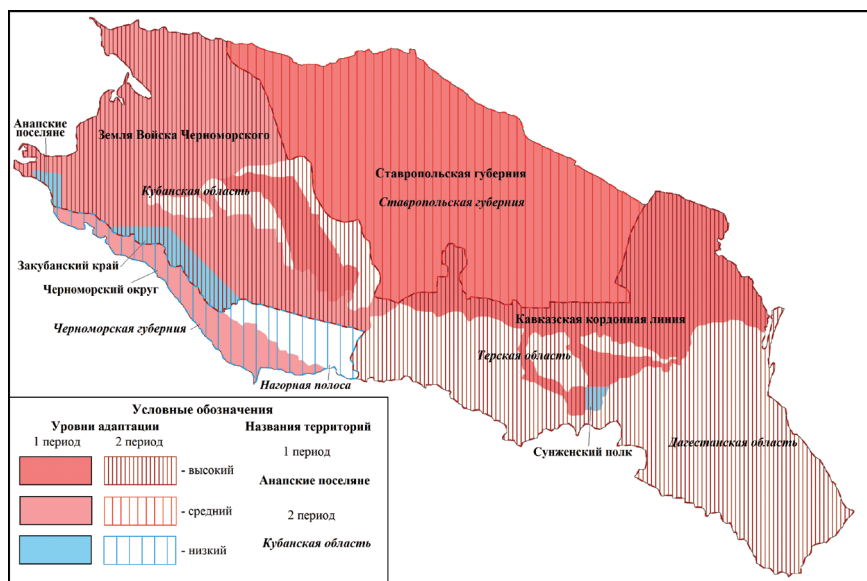 Анапские
поселяне
Земля Войска Черноморского
Кубанская область
Ставропольская губерния
Ставропольская губерния
Закубанский край
Черноморский округ
Черноморская губерния
Нагорная полоса
Кавказская кордонная линия
Терская область
Сунженский полк
Дагестанская область
Условные обозначения
Уровни адаптации
1 период 2 период
- высокий
- средний
- низкий
Названия территорий
1 период
Анапские поселяне
2 период
Кубанская область